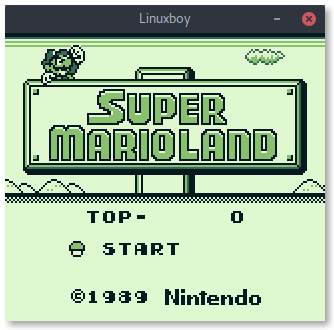 Linuxboy
SUPER
MARIOLAND
TOP- 0
START
©1989 Nintendo